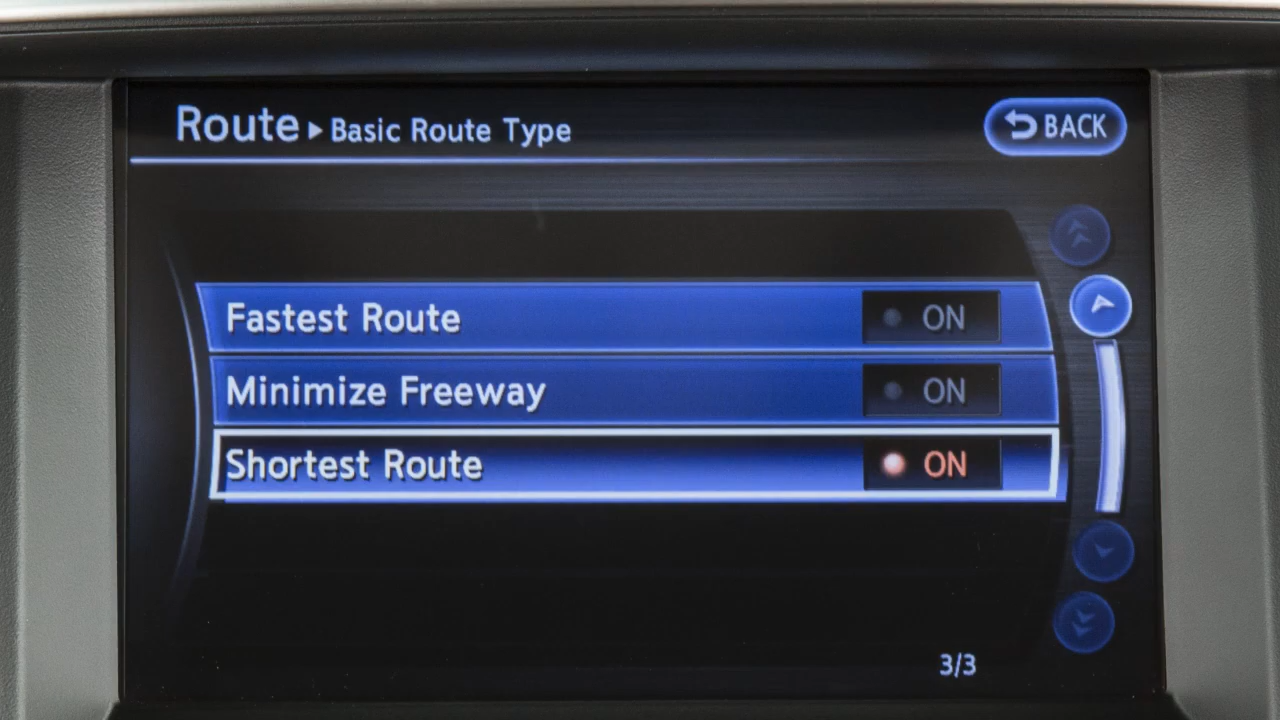 Route ▸ Basic Route Type
BACK
Fastest Route ON
Minimize Freeway ON
Shortest Route ON
3/3